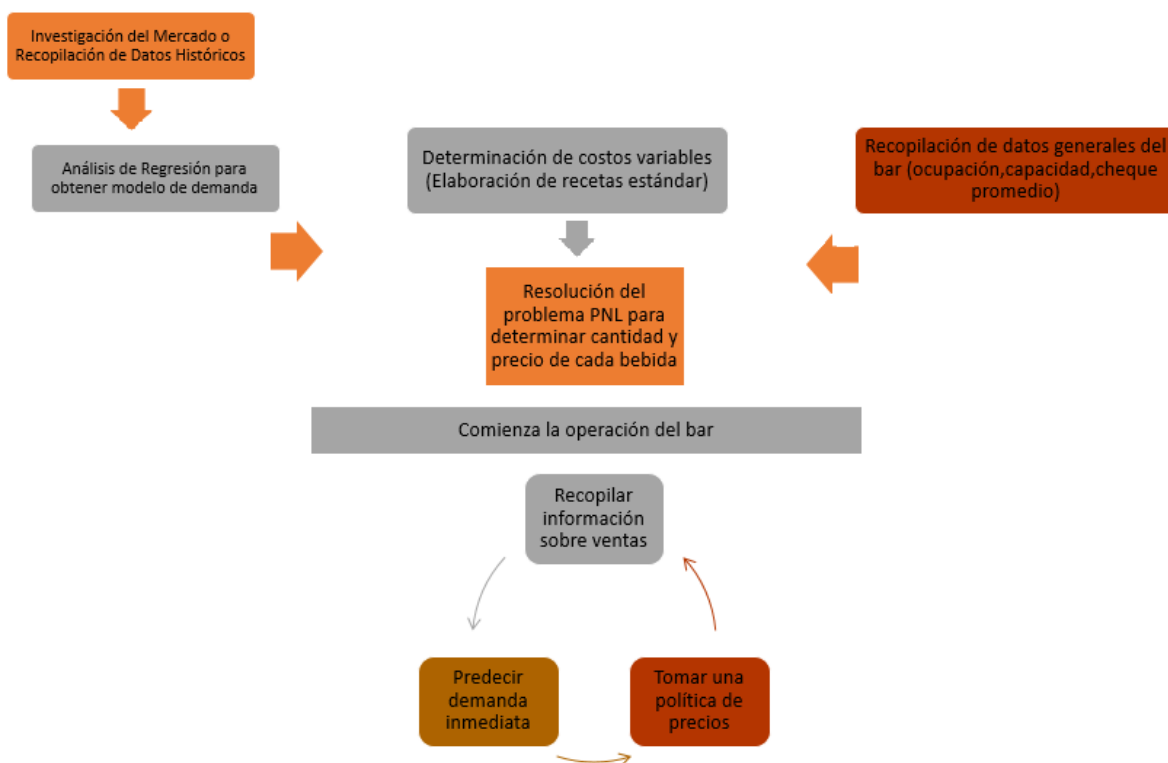 Investigación del Mercado o
Recopilación de Datos Históricos
Análisis de Regresión para
obtener modelo de demanda
Determinación de costos variables
(Elaboración de recetas estándar)
Recopilación de datos generales del
bar (ocupación,capacidad,cheque
promedio)
Resolución del
problema PNL para
determinar cantidad y
precio de cada bebida
Comienza la operación del bar
Recopilar
información
sobre ventas
Predecir
demanda
inmediata
Tomar una
política de
precios